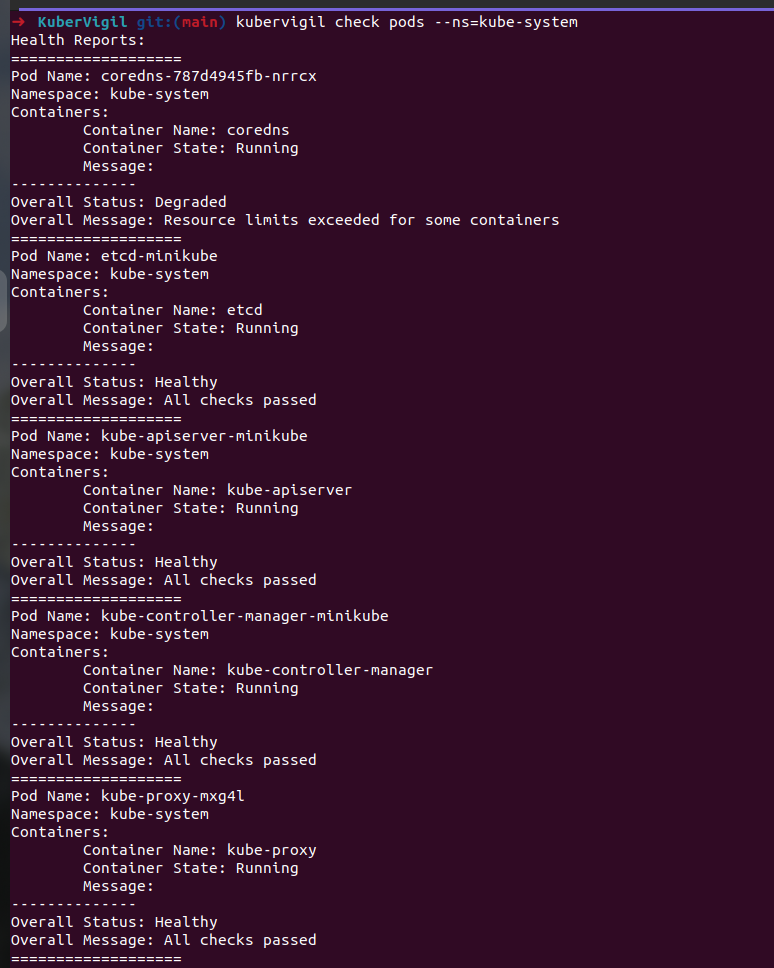 ➜ KuberVigil git:(main) kubervigil check pods --ns=kube-system
Health Reports:
===================
Pod Name: coredns-787d4945fb-nrrcx
Namespace: kube-system
Containers:
        Container Name: coredns
        Container State: Running
        Message:
--------------
Overall Status: Degraded
Overall Message: Resource limits exceeded for some containers
===================
Pod Name: etcd-minikube
Namespace: kube-system
Containers:
        Container Name: etcd
        Container State: Running
        Message:
--------------
Overall Status: Healthy
Overall Message: All checks passed
===================
Pod Name: kube-apiserver-minikube
Namespace: kube-system
Containers:
        Container Name: kube-apiserver
        Container State: Running
        Message:
--------------
Overall Status: Healthy
Overall Message: All checks passed
===================
Pod Name: kube-controller-manager-minikube
Namespace: kube-system
Containers:
        Container Name: kube-controller-manager
        Container State: Running
        Message:
--------------
Overall Status: Healthy
Overall Message: All checks passed
===================
Pod Name: kube-proxy-mxg4l
Namespace: kube-system
Containers:
        Container Name: kube-proxy
        Container State: Running
        Message:
--------------
Overall Status: Healthy
Overall Message: All checks passed
===================